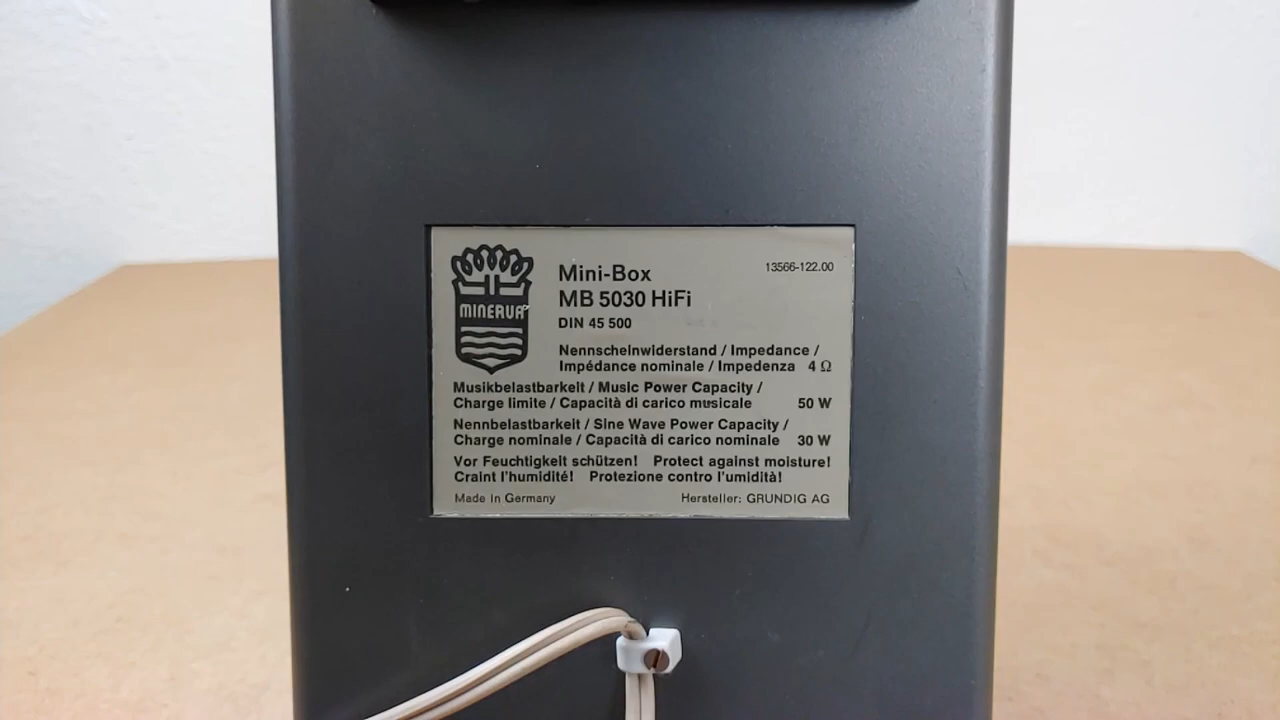 MINERVA
Mini-Box
13566-122.00
MB 5030 HiFi
DIN 45 500
Nennscheinwiderstand / Impedance /
Impédance nominale / Impedenza 4 Ω
Musikbelastbarkeit / Music Power Capacity /
Charge limite / Capacità di carico musicale 50 W
Nennbelastbarkeit / Sine Wave Power Capacity /
Charge nominale / Capacità di carico nominale 30 W
Vor Feuchtigkeit schützen! Protect against moisture!
Craint l'humidité! Protezione contro l'umidità!
Made in Germany Hersteller: GRUNDIG AG